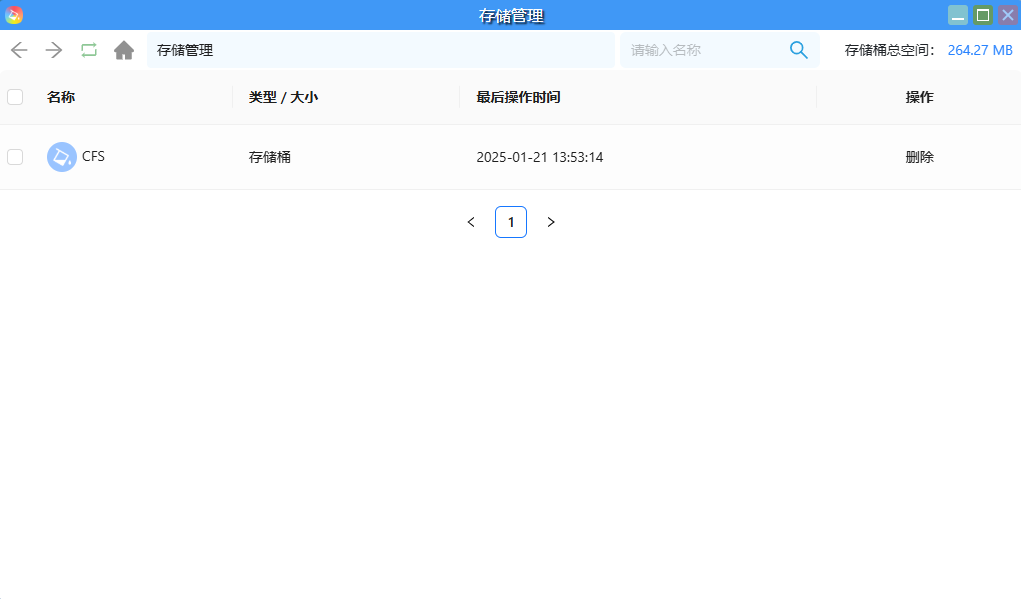 存储管理
存储管理 请输入名称 存储桶总空间： 264.27 MB
名称 类型 / 大小 最后操作时间 操作
CFS 存储桶 2025-01-21 13:53:14 删除
< 1 >